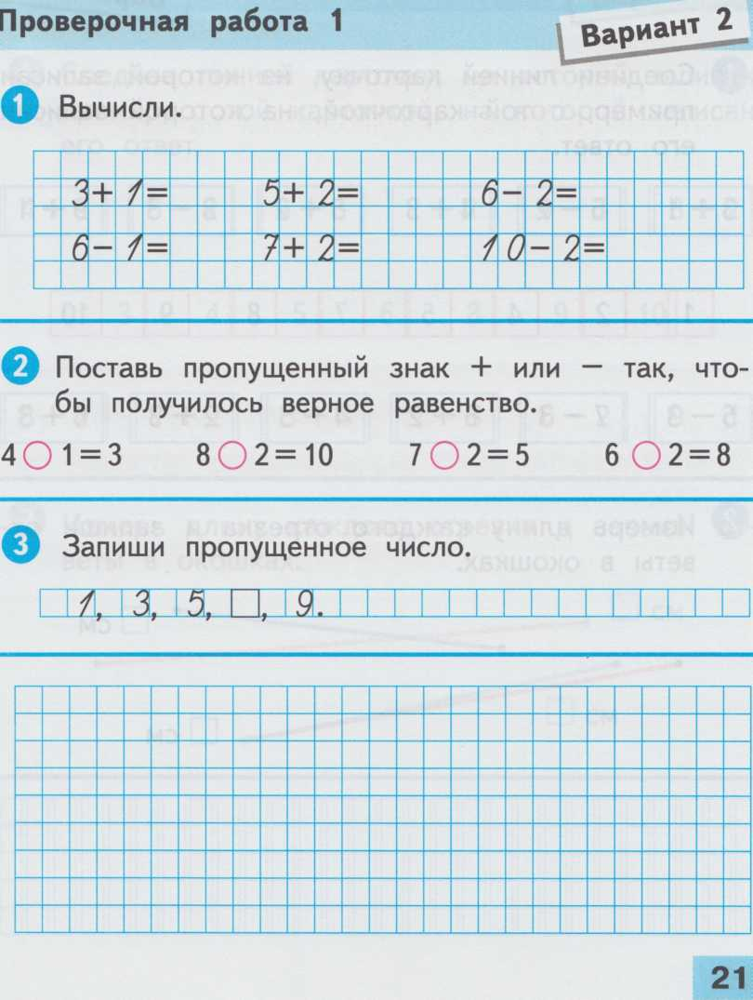 Проверочная работа 1
Вариант 2
1 Вычисли.
3+ 1= 5+ 2= 6− 2=
6− 1= 7+ 2= 10− 2=
2 Поставь пропущенный знак + или − так, что-
бы получилось верное равенство.
4 ○ 1=3 8 ○ 2=10 7 ○ 2=5 6 ○ 2=8
3 Запиши пропущенное число.
1, 3, 5, □, 9.
21